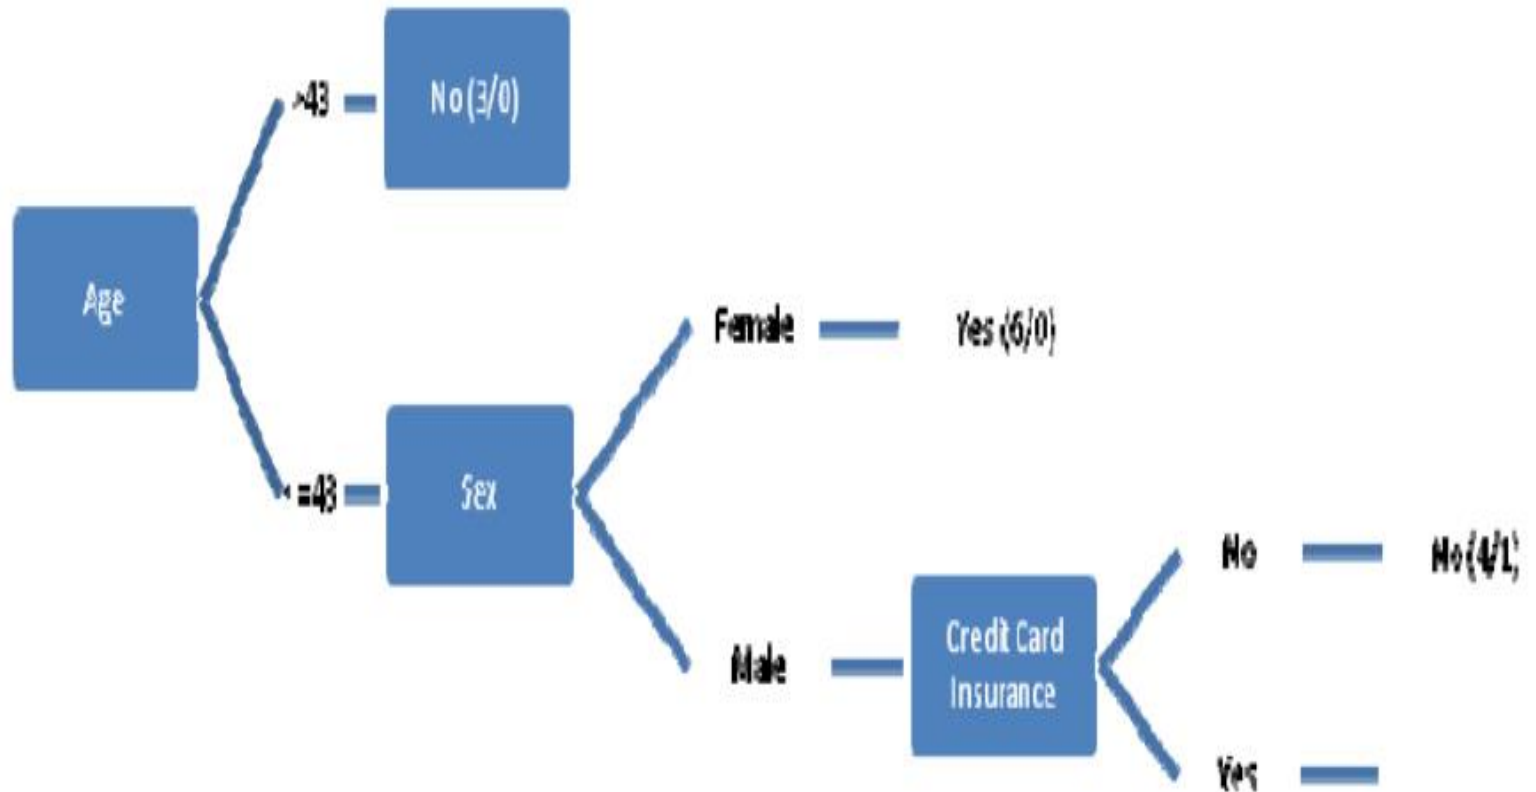 >43
No (3/0)
Age
Female
Yes (6/0)
<=43
Sex
No
No (4/1)
Credit Card
Insurance
Male
Yes